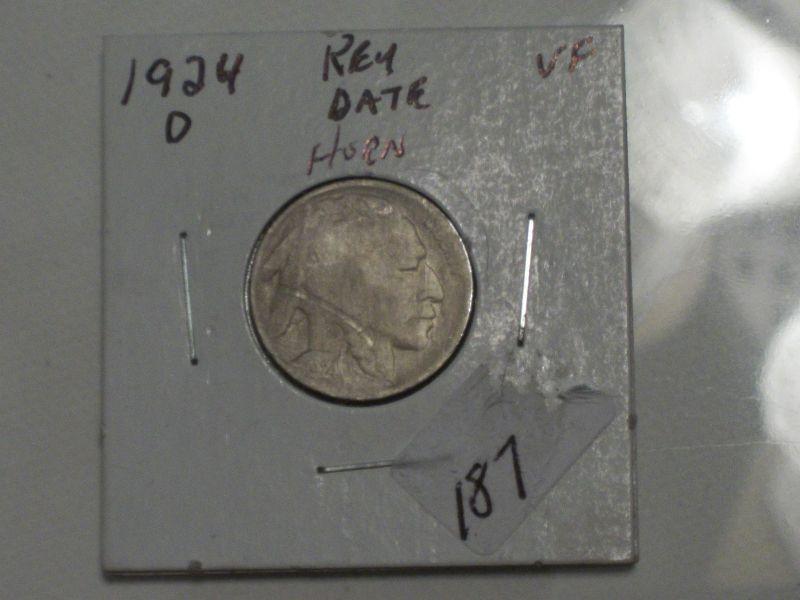 1924 KEY VF
D DATE
HORN
187